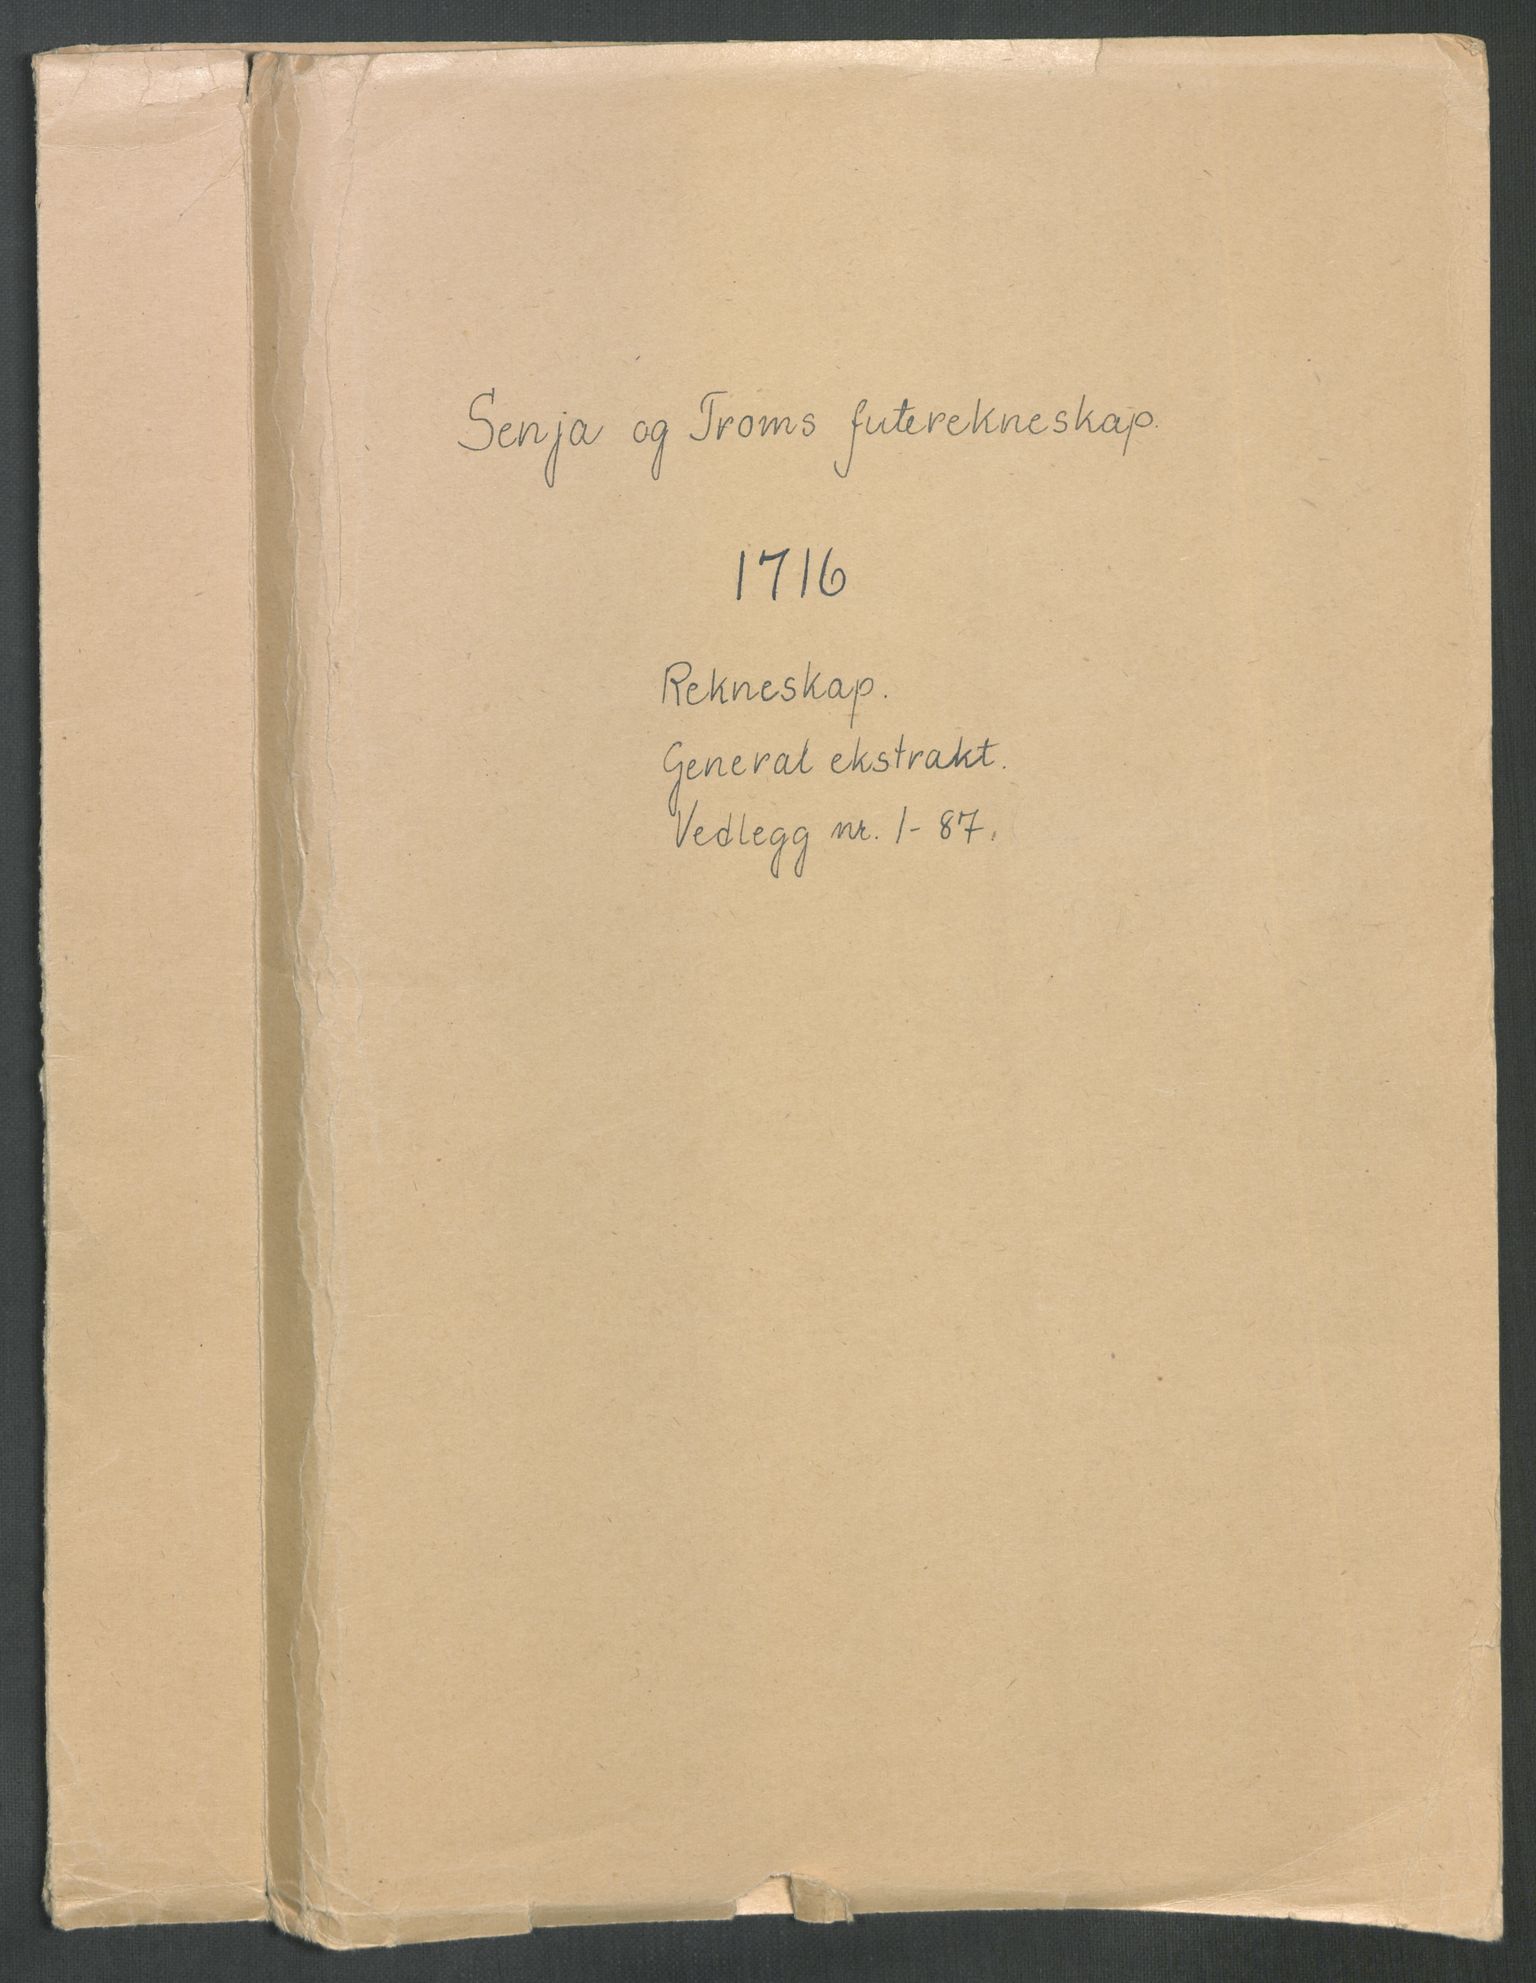 Senja og Troms futerekneskap.
1716
Rekneskap.
General ekstrakt.
Vedlegg nr. 1-87.